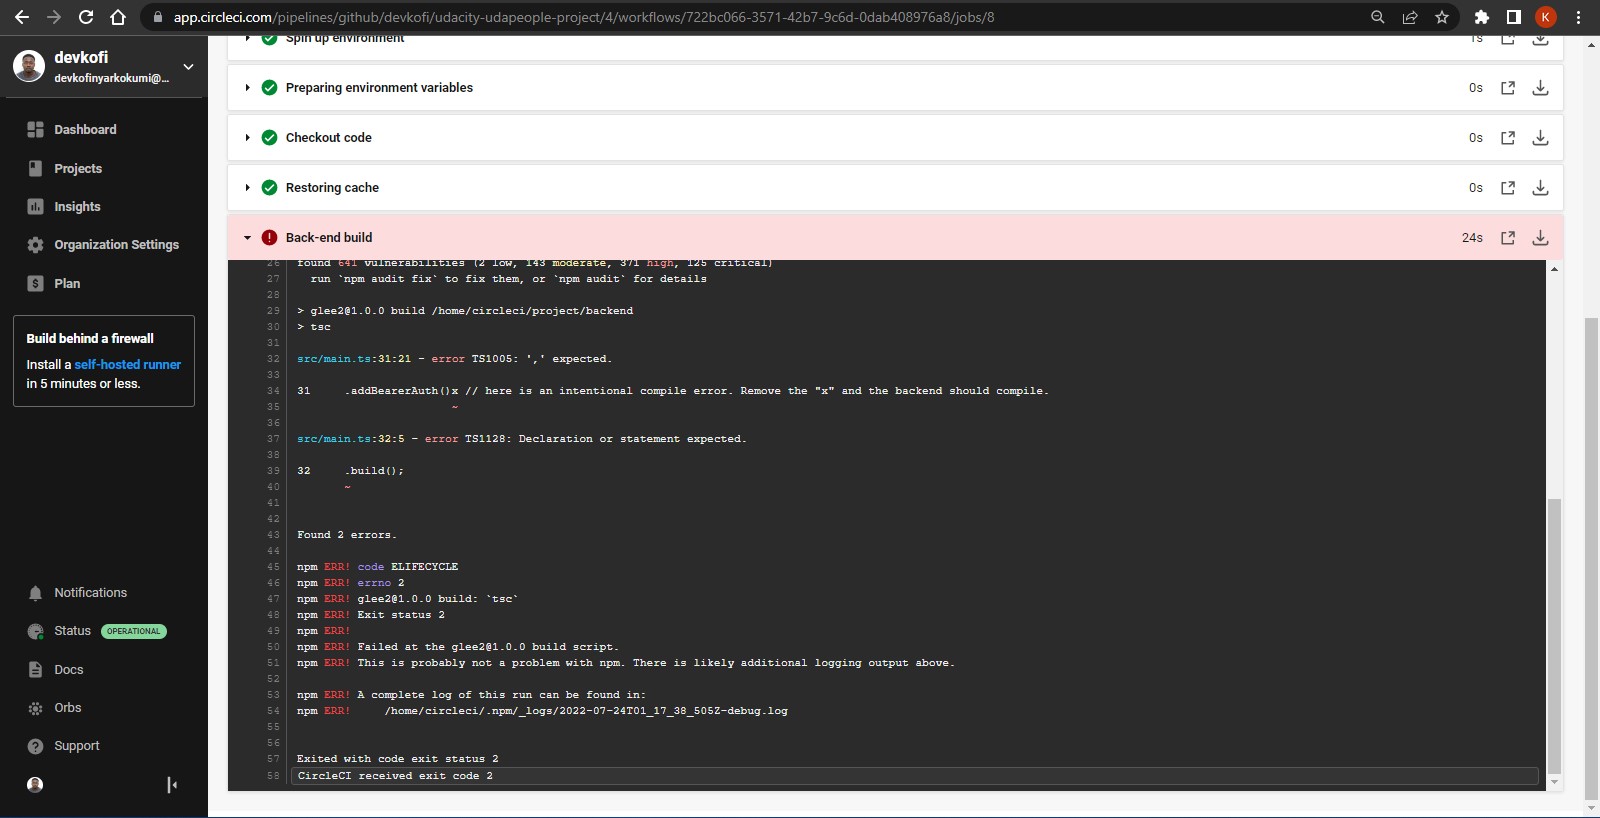 app.circleci.com/pipelines/github/devkofi/udacity-udapeople-project/4/workflows/722bc066-3571-42b7-9c6d-0dab408976a8/jobs/8
K
devkofi
devkofinyarkokumi@...
Dashboard
Projects
Insights
Organization Settings
Plan
Build behind a firewall
Install a self-hosted runner
in 5 minutes or less.
Notifications
Status OPERATIONAL
Docs
Orbs
Support
Spin up environment 1s
Preparing environment variables 0s
Checkout code 0s
Restoring cache 0s
Back-end build 24s
26 found 641 vulnerabilities (2 low, 143 moderate, 371 high, 125 critical)
27 run `npm audit fix` to fix them, or `npm audit` for details
28
29 > glee2@1.0.0 build /home/circleci/project/backend
30 > tsc
31
32 src/main.ts:31:21 - error TS1005: ',' expected.
33
34 31 .addBearerAuth()x // here is an intentional compile error. Remove the "x" and the backend should compile.
35 ~
36
37 src/main.ts:32:5 - error TS1128: Declaration or statement expected.
38
39 32 .build();
40 ~
41
42
43 Found 2 errors.
44
45 npm ERR! code ELIFECYCLE
46 npm ERR! errno 2
47 npm ERR! glee2@1.0.0 build: `tsc`
48 npm ERR! Exit status 2
49 npm ERR!
50 npm ERR! Failed at the glee2@1.0.0 build script.
51 npm ERR! This is probably not a problem with npm. There is likely additional logging output above.
52
53 npm ERR! A complete log of this run can be found in:
54 npm ERR! /home/circleci/.npm/_logs/2022-07-24T01_17_38_505Z-debug.log
55
56
57 Exited with code exit status 2
58 CircleCI received exit code 2